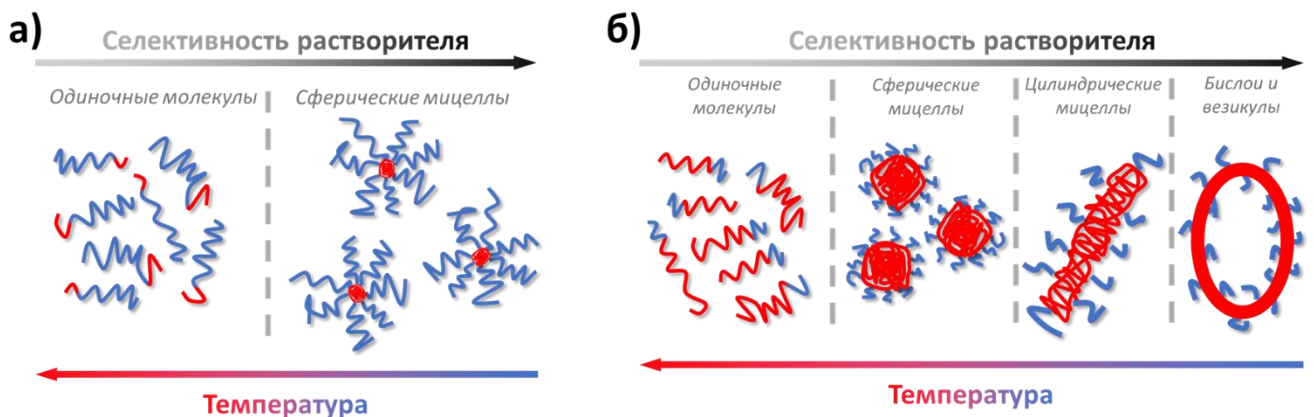 а)
Селективность растворителя
Одиночные молекулы
Сферические мицеллы
Температура
б)
Селективность растворителя
Одиночные
молекулы
Сферические
мицеллы
Цилиндрические
мицеллы
Бислои и
везикулы
Температура